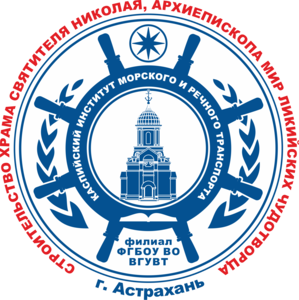 СТРОИТЕЛЬСТВО ХРАМА СВЯТИТЕЛЯ НИКОЛАЯ, АРХИЕПИСКОПА МИР ЛИКИЙСКИХ ЧУДОТВОРЦА
КАСПИЙСКИЙ ИНСТИТУТ МОРСКОГО И РЕЧНОГО ТРАНСПОРТА
филиал
ФГБОУ ВО
ВГУВТ
г. Астрахань